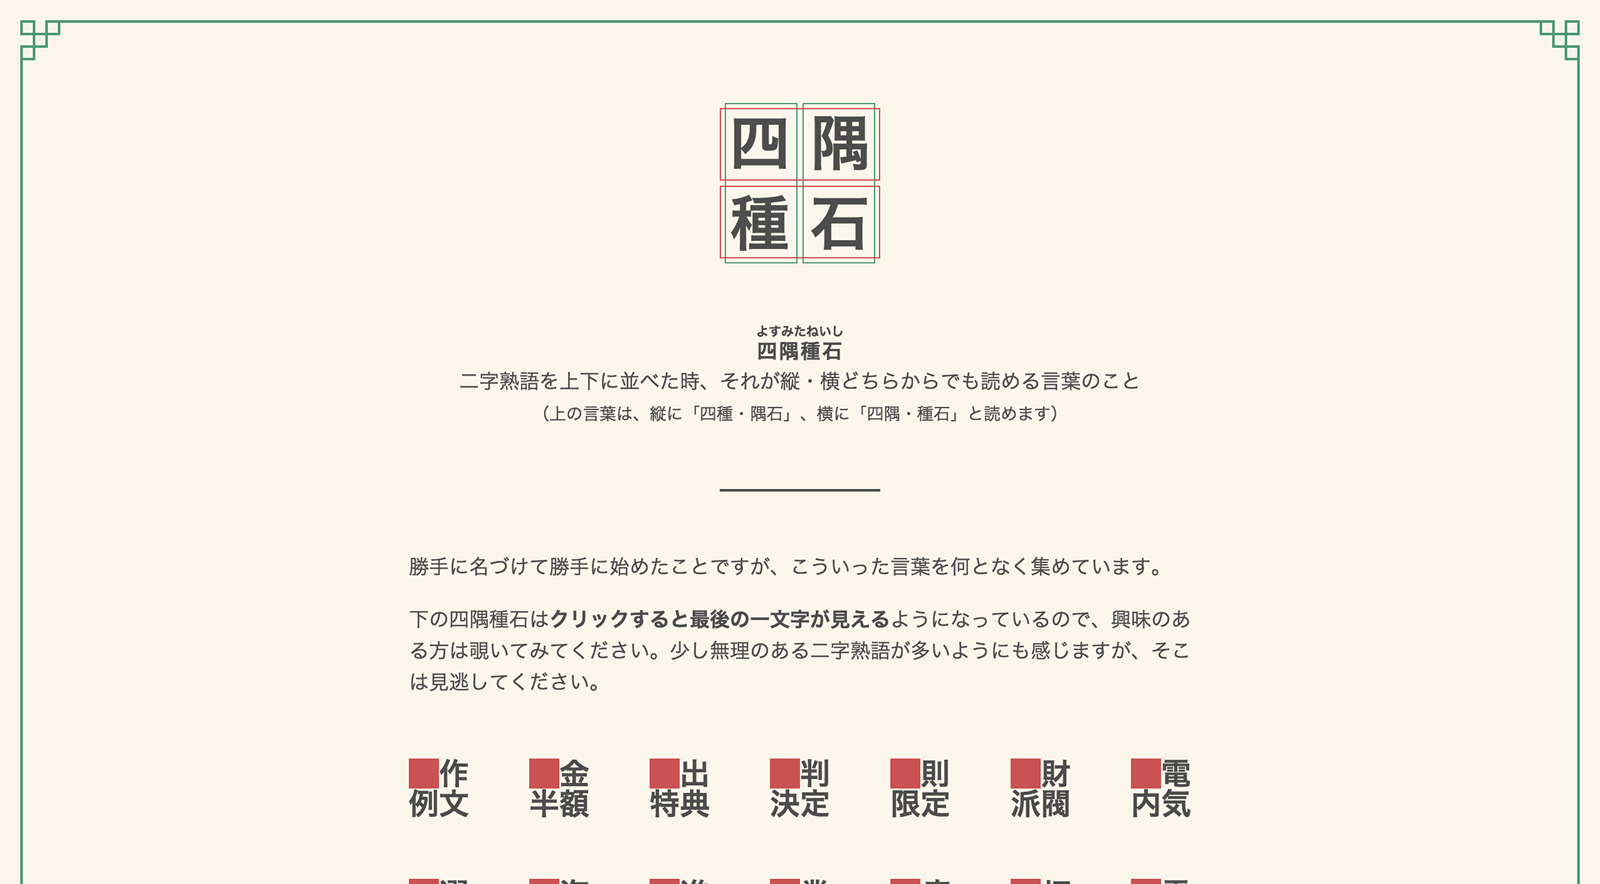 四隅
種石
よすみたねいし
四隅種石
二字熟語を上下に並べた時、それが縦・横どちらからでも読める言葉のこと
（上の言葉は、縦に「四種・隅石」、横に「四隅・種石」と読めます）
勝手に名づけて勝手に始めたことですが、こういった言葉を何となく集めています。
下の四隅種石はクリックすると最後の一文字が見えるようになっているので、興味のあ
る方は覗いてみてください。少し無理のある二字熟語が多いようにも感じますが、そこ
は見逃してください。
作 金 出 判 則 財 電
例文 半額 特典 決定 限定 派閥 内気